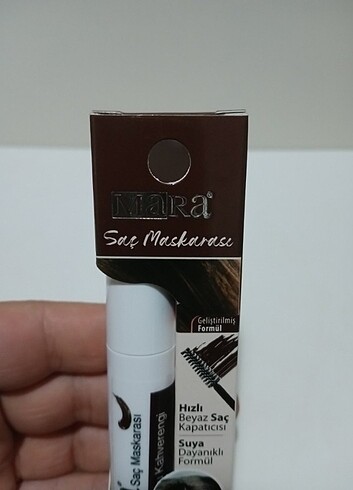 MaRa®
Saç Maskarası
Geliştirilmiş
Formül
Hızlı
Beyaz Saç
Kapatıcısı
Suya
Dayanıklı
Formül
Saç Maskarası
Kahverengi